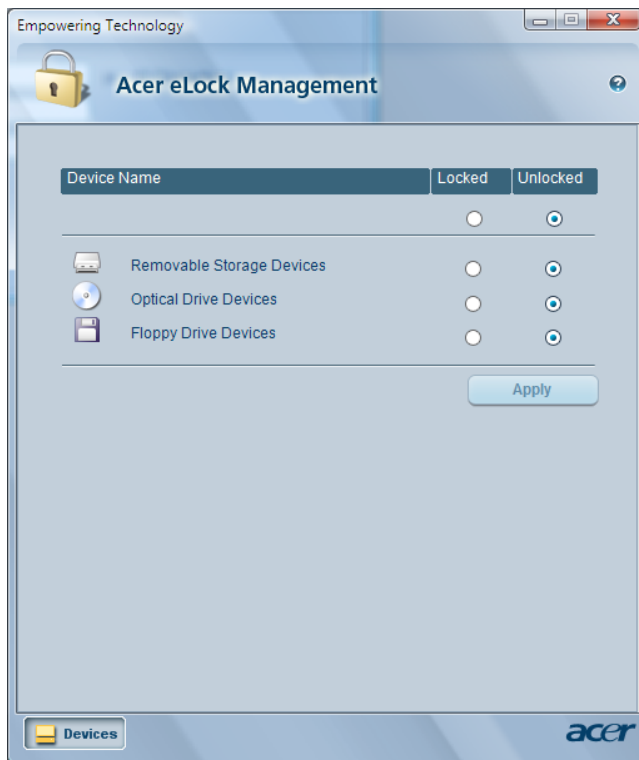 Empowering Technology
Acer eLock Management
Device Name Locked Unlocked
Removable Storage Devices
Optical Drive Devices
Floppy Drive Devices
Apply
Devices
acer